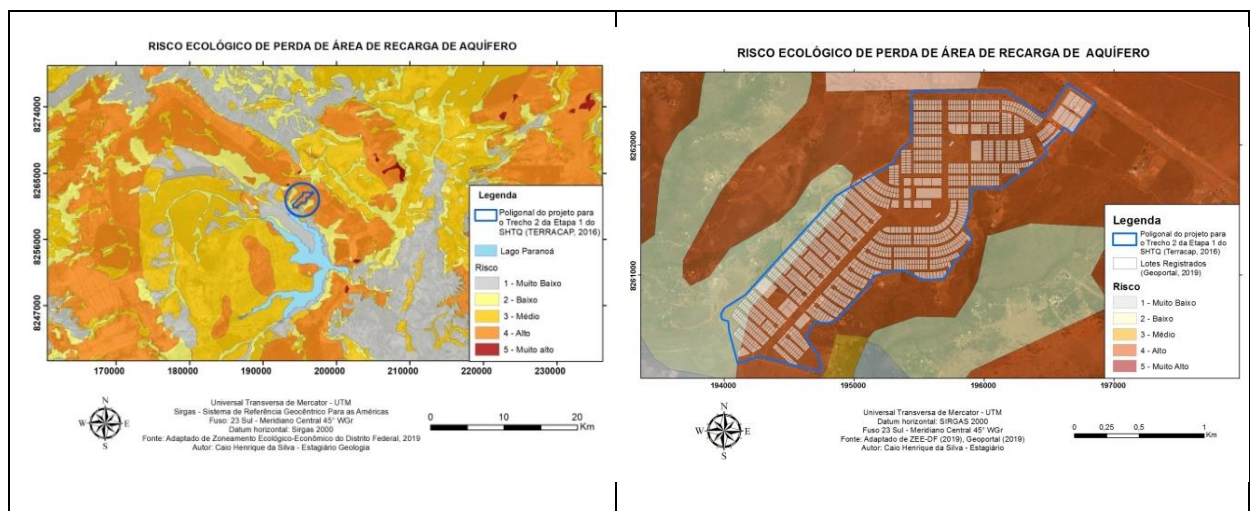 RISCO ECOLÓGICO DE PERDA DE ÁREA DE RECARGA DE AQUÍFERO
8274000
8265000
8256000
8247000
170000
180000
190000
200000
210000
220000
230000
Legenda
Poligonal do projeto para
o Trecho 2 da Etapa 1 do
SHTQ (TERRACAP, 2016)
Lago Paranoá
Risco
1 - Muito Baixo
2 - Baixo
3 - Médio
4 - Alto
5 - Muito alto
N
W
E
S
Universal Transversa de Mercator - UTM
Sirgas - Sistema de Referência Geocêntrico Para as Américas
Fuso: 23 Sul - Meridiano Central 45° WGr
Datum horizontal: Sirgas 2000
Fonte: Adaptado de Zoneamento Ecológico-Econômico do Distrito Federal, 2019
Autor: Caio Henrique da Silva - Estagiário Geologia
0
10
20
Km
RISCO ECOLÓGICO DE PERDA DE ÁREA DE RECARGA DE AQUÍFERO
8262000
8261000
194000
195000
196000
197000
Legenda
Poligonal do projeto para
o Trecho 2 da Etapa 1 do
SHTQ (Terracap, 2016)
Lotes Registrados
(Geoportal, 2019)
Risco
1 - Muito Baixo
2 - Baixo
3 - Médio
4 - Alto
5 - Muito Alto
N
W
E
S
Universal Transversa de Mercator - UTM
Datum horizontal: SIRGAS 2000
Fuso 23 Sul - Meridiano Central 45° WGr
Fonte: Adaptado de ZEE-DF (2019), Geoportal (2019)
Autor: Caio Henrique da Silva - Estagiário
0
0,25
0,5
1
Km